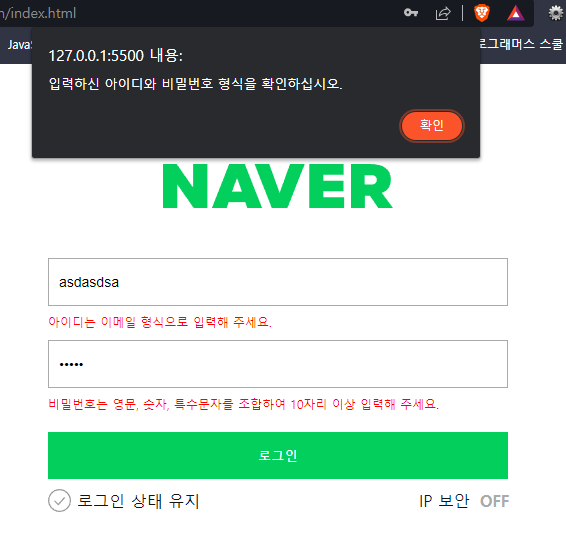 n/index.html
Java
로그래머스 스쿨
127.0.0.1:5500 내용:
입력하신 아이디와 비밀번호 형식을 확인하십시오.
확인
NAVER
asdasdsa
아이디는 이메일 형식으로 입력해 주세요.
•••••
비밀번호는 영문, 숫자, 특수문자를 조합하여 10자리 이상 입력해 주세요.
로그인
로그인 상태 유지 IP 보안 OFF